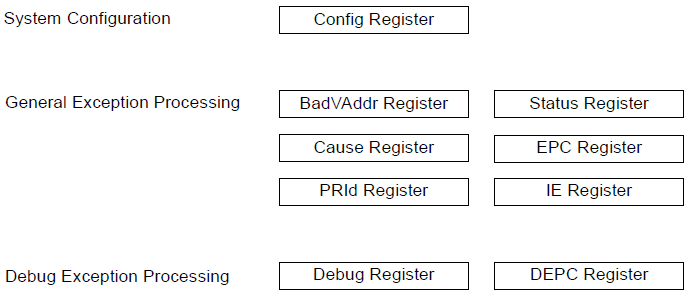 System Configuration
Config Register
General Exception Processing
BadVAddr Register
Status Register
Cause Register
EPC Register
PRId Register
IE Register
Debug Exception Processing
Debug Register
DEPC Register